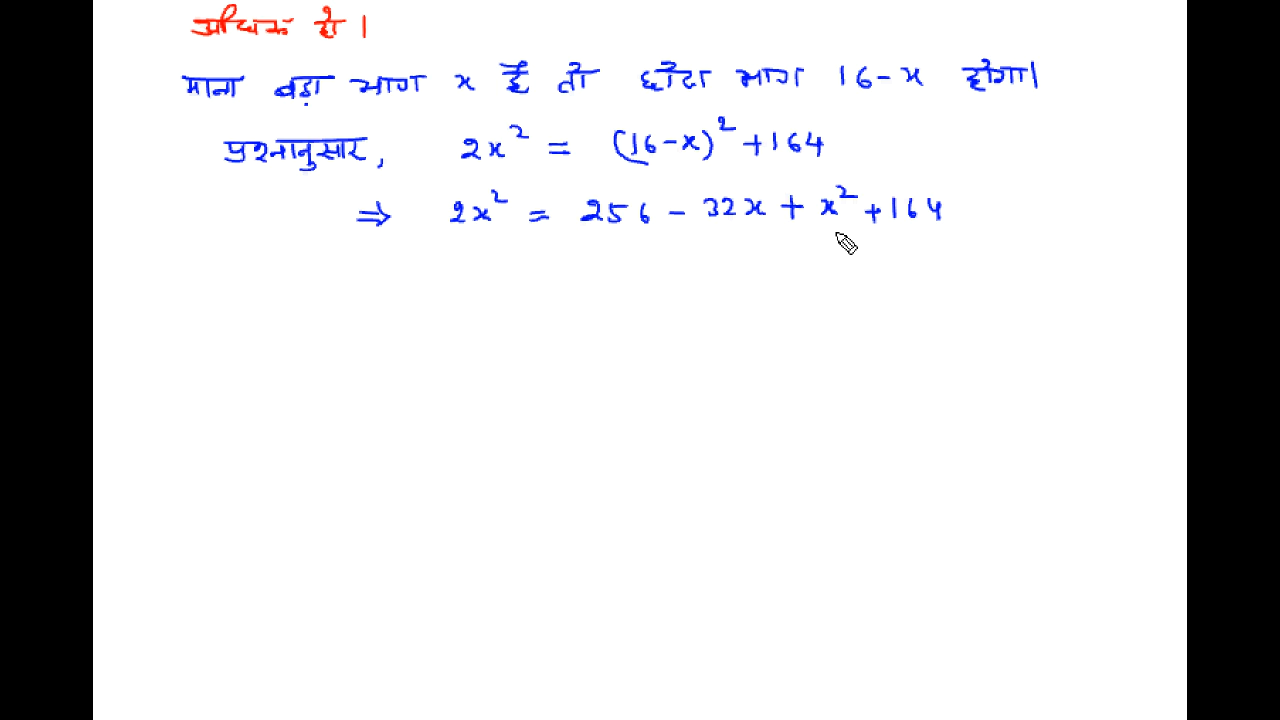 अधिक हो।
माना बड़ा भाग x है तो छोटा भाग 16-x होगा।
प्रश्नानुसार, 2x² = (16-x)² +164
⇒ 2x² = 256 - 32x + x² +164